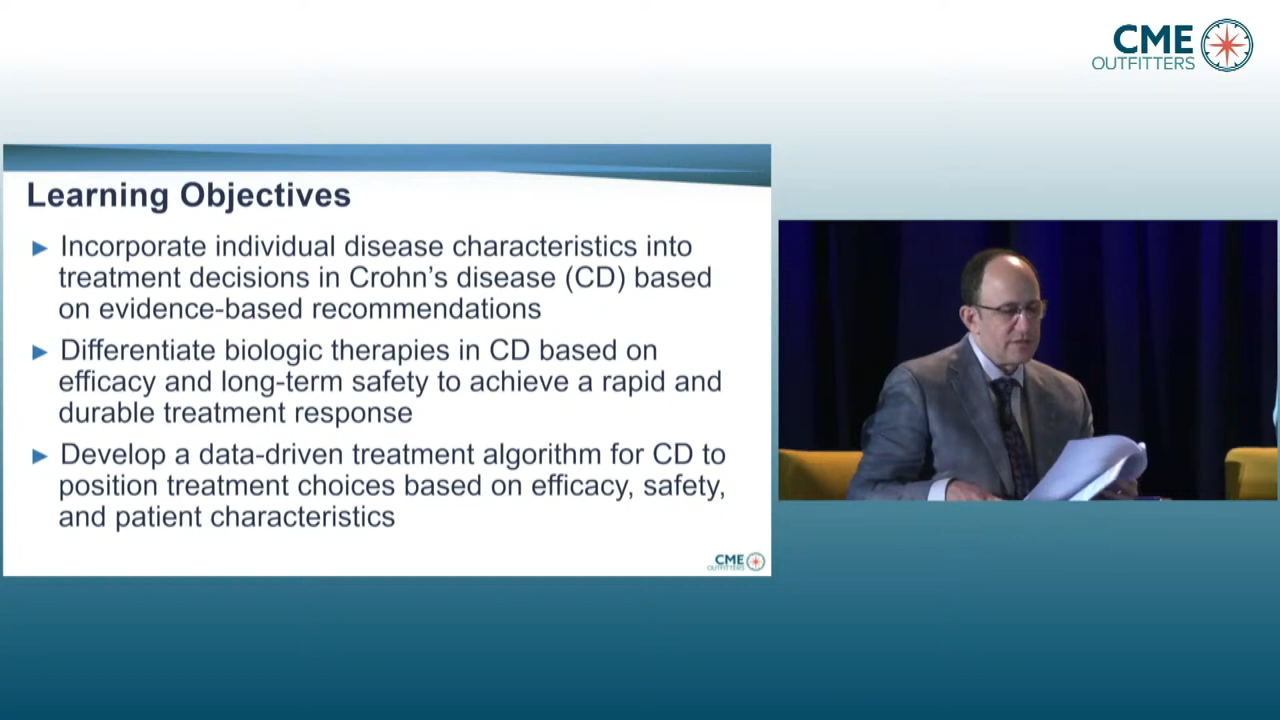 CME
OUTFITTERS
Learning Objectives
► Incorporate individual disease characteristics into
treatment decisions in Crohn’s disease (CD) based
on evidence-based recommendations
► Differentiate biologic therapies in CD based on
efficacy and long-term safety to achieve a rapid and
durable treatment response
► Develop a data-driven treatment algorithm for CD to
position treatment choices based on efficacy, safety,
and patient characteristics
CME
OUTFITTERS